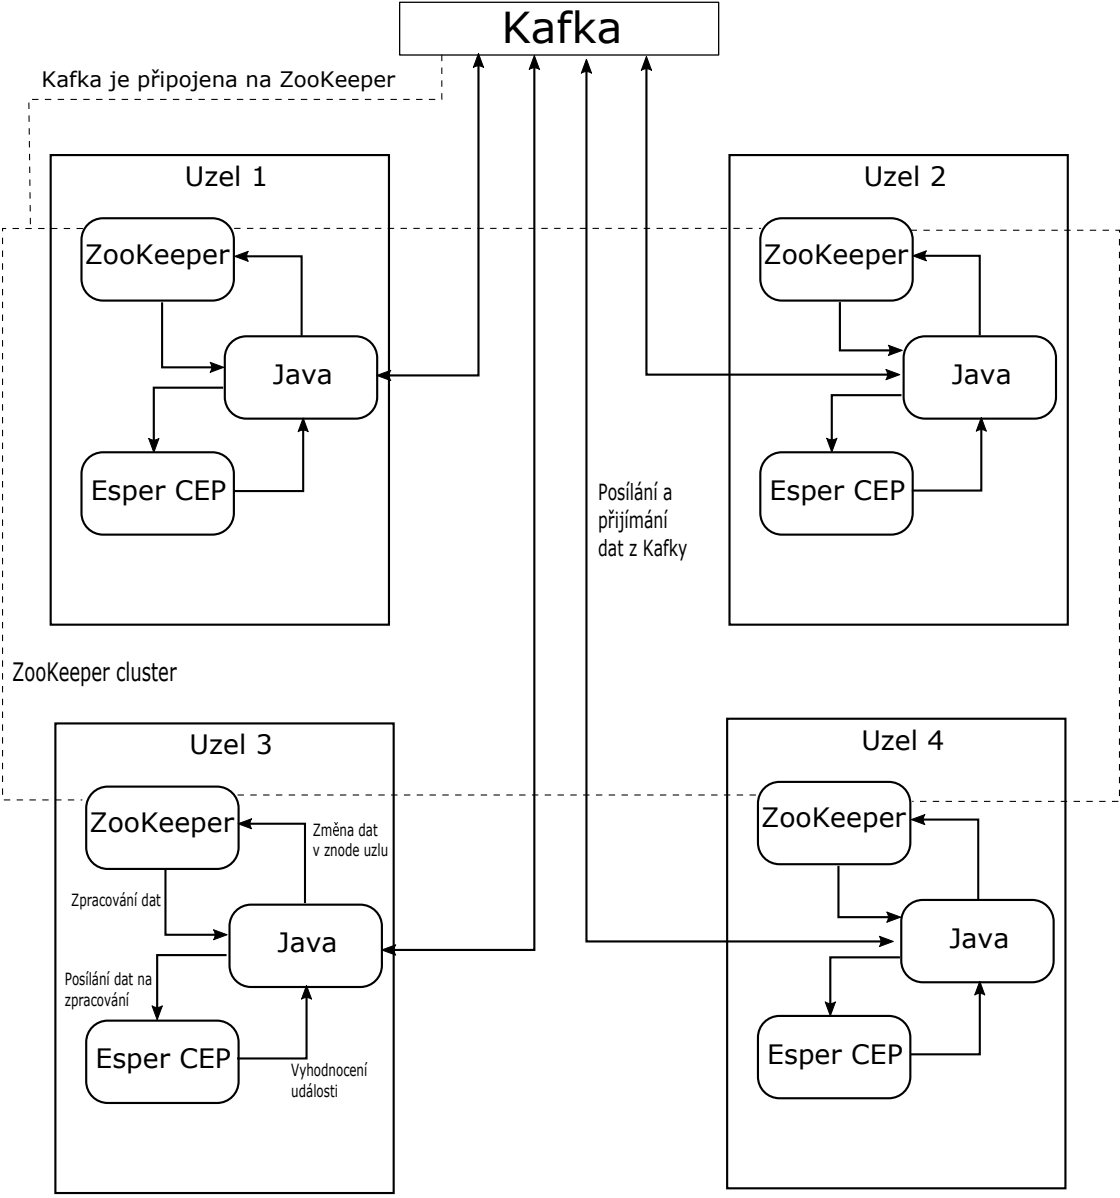 Kafka
Kafka je připojena na ZooKeeper
Uzel 1
ZooKeeper
Java
Esper CEP
Uzel 2
ZooKeeper
Java
Esper CEP
Posílání a
přijímání
dat z Kafky
ZooKeeper cluster
Uzel 3
ZooKeeper
Změna dat
v znode uzlu
Zpracování dat
Java
Posílání dat na
zpracování
Esper CEP
Vyhodnocení
události
Uzel 4
ZooKeeper
Java
Esper CEP